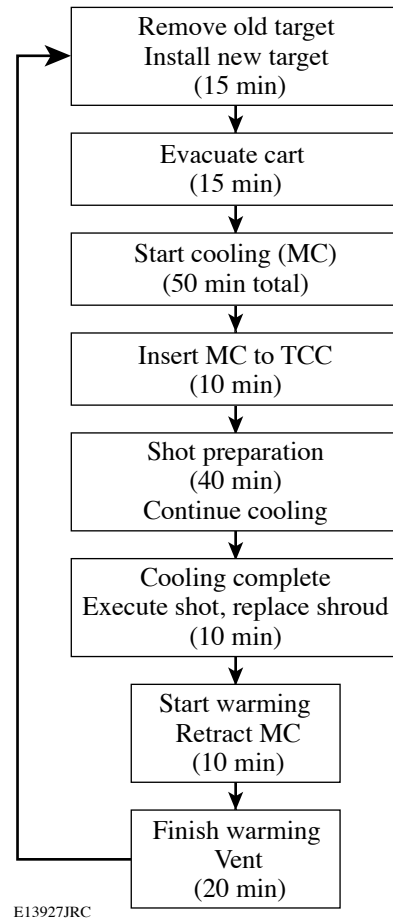 Remove old target
Install new target
(15 min)
Evacuate cart
(15 min)
Start cooling (MC)
(50 min total)
Insert MC to TCC
(10 min)
Shot preparation
(40 min)
Continue cooling
Cooling complete
Execute shot, replace shroud
(10 min)
Start warming
Retract MC
(10 min)
Finish warming
Vent
(20 min)
E13927JRC